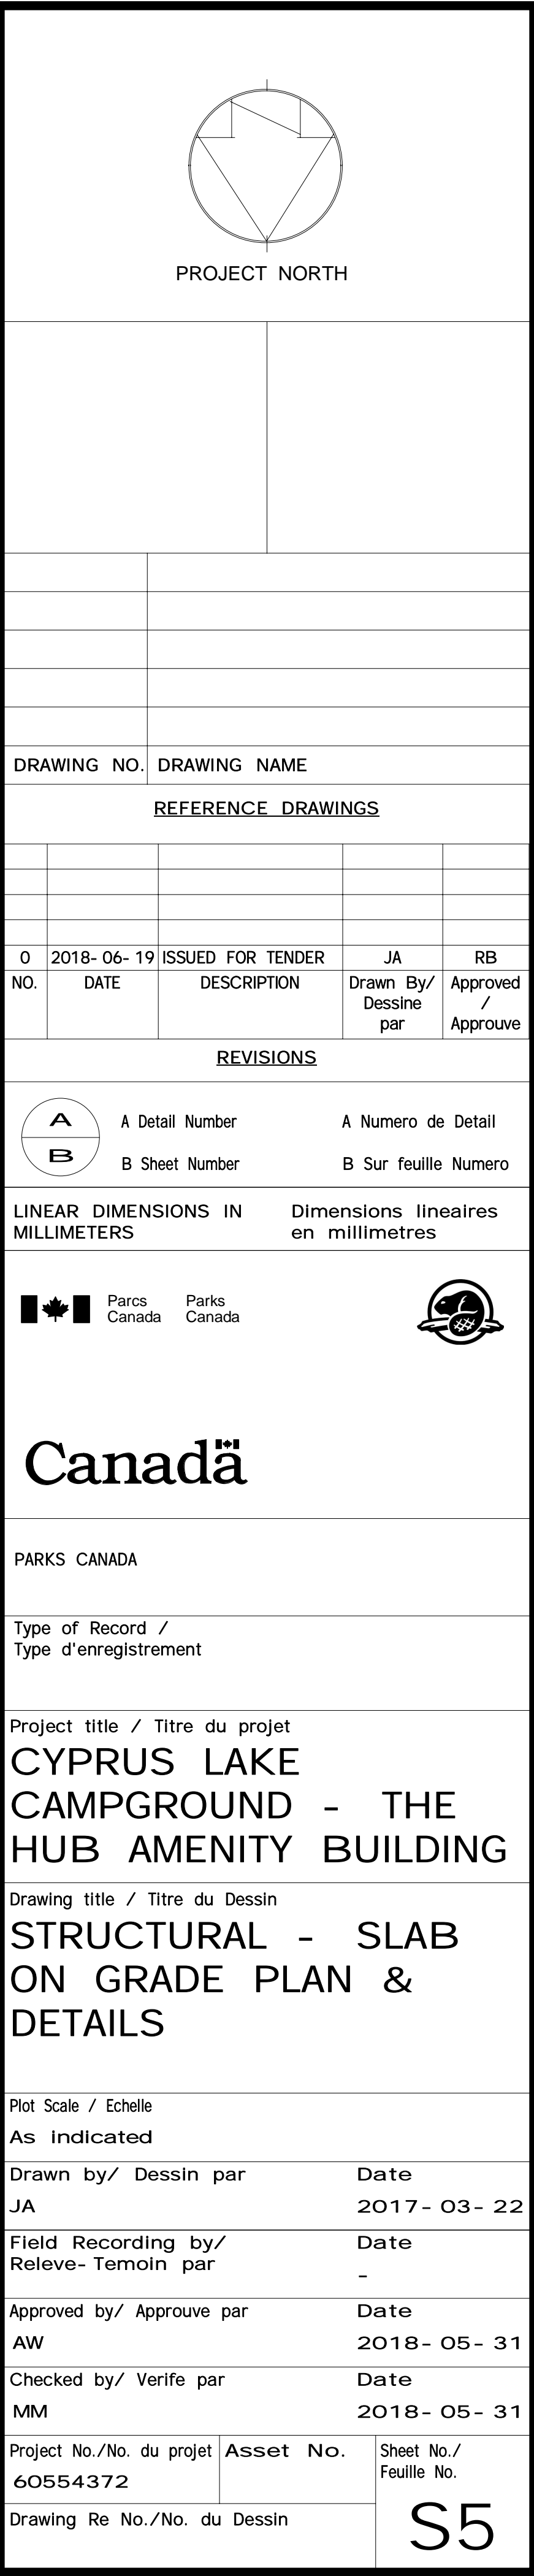 PROJECT NORTH
DRAWING NO. DRAWING NAME
REFERENCE DRAWINGS
0 2018-06-19 ISSUED FOR TENDER JA RB
NO. DATE DESCRIPTION Drawn By/ Approved
Dessine /
par Approuve
REVISIONS
A A Detail Number A Numero de Detail
B B Sheet Number B Sur feuille Numero
LINEAR DIMENSIONS IN Dimensions lineaires
MILLIMETERS en millimetres
Parcs Parks
Canada Canada
Canada
PARKS CANADA
Type of Record /
Type d'enregistrement
Project title / Titre du projet
CYPRUS LAKE
CAMPGROUND - THE
HUB AMENITY BUILDING
Drawing title / Titre du Dessin
STRUCTURAL - SLAB
ON GRADE PLAN &
DETAILS
Plot Scale / Echelle
As indicated
Drawn by/ Dessin par Date
JA 2017-03-22
Field Recording by/ Date
Releve-Temoin par
-
Approved by/ Approuve par Date
AW 2018-05-31
Checked by/ Verife par Date
MM 2018-05-31
Project No./No. du projet Asset No. Sheet No./
Feuille No.
60554372
Drawing Re No./No. du Dessin
S5